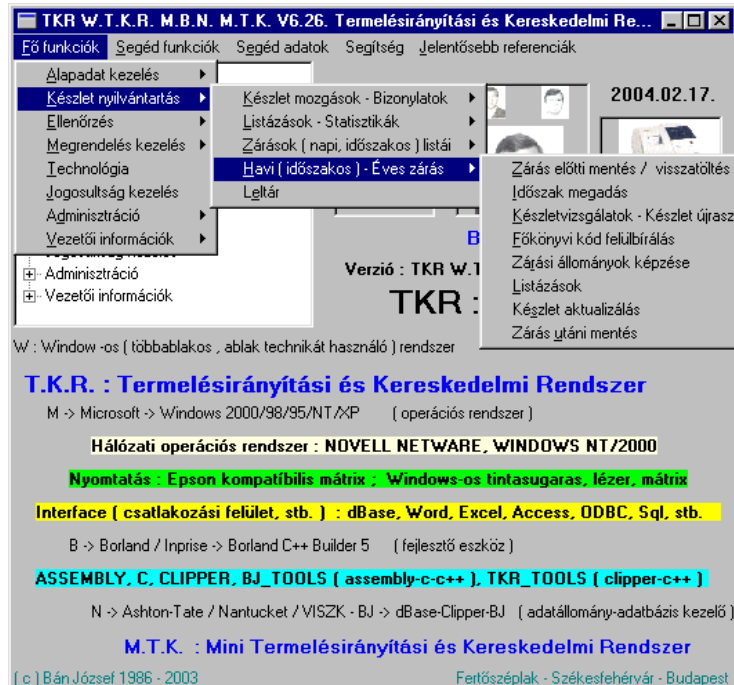 TKR W.T.K.R. M.B.N. M.T.K. V6.26. Termelésirányítási és Kereskedelmi Re...
Fő funkciók Segéd funkciók Segéd adatok Segítség Jelentősebb referenciák
Alapadat kezelés
Készlet nyilvántartás
Ellenőrzés
Megrendelés kezelés
Technológia
Jogosultság kezelés
Adminisztráció
Vezetői információk
Készlet mozgások - Bizonylatok
Listázások - Statisztikák
Zárások ( napi, időszakos ) listái
Havi ( időszakos ) - Éves zárás
Leltár
2004.02.17.
Zárás előtti mentés / visszatöltés
Időszak megadás
Készletvizsgálatok - Készlet újrasz
Főkönyvi kód felülbírálás
Zárási állományok képzése
Listázások
Készlet aktualizálás
Zárás utáni mentés
Adminisztráció
Vezetői információk
B
Verzió : TKR W.T
TKR :
W : Window -os ( többablakos , ablak technikát használó ) rendszer
T.K.R. : Termelésirányítási és Kereskedelmi Rendszer
M -> Microsoft -> Windows 2000/98/95/NT/XP ( operációs rendszer )
Hálózati operációs rendszer : NOVELL NETWARE, WINDOWS NT/2000
Nyomtatás : Epson kompatíbilis mátrix ; Windows-os tintasugaras, lézer, mátrix
Interface ( csatlakozási felület, stb. ) : dBase, Word, Excel, Access, ODBC, Sql, stb.
B -> Borland / Inprise -> Borland C++ Builder 5 ( fejlesztő eszköz )
ASSEMBLY, C, CLIPPER, BJ_TOOLS ( assembly-c-c++ ), TKR_TOOLS ( clipper-c++ )
N -> Ashton-Tate / Nantucket / VISZK - BJ -> dBase-Clipper-BJ ( adatállomány-adatbázis kezelő )
M.T.K. : Mini Termelésirányítási és Kereskedelmi Rendszer
( c ) Bán József 1986 - 2003 Fertőszéplak - Székesfehérvár - Budapest